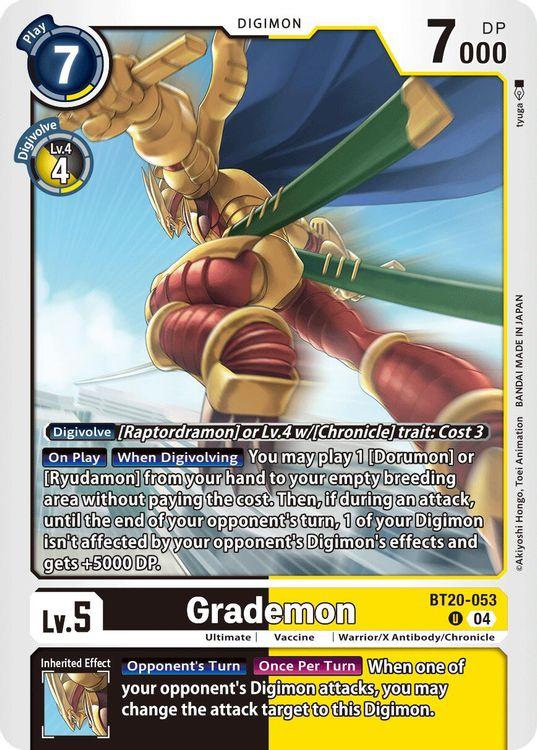 DIGIMON
Play
7
7000
DP
Digivolve
Lv.4
4
tyuga
Digivolve [Raptordramon] or Lv.4 w/[Chronicle] trait: Cost 3
On Play When Digivolving You may play 1 [Dorumon] or
[Ryudamon] from your hand to your empty breeding
area without paying the cost. Then, if during an attack,
until the end of your opponent's turn, 1 of your Digimon
isn't affected by your opponent's Digimon's effects and
gets +5000 DP.
©Akiyoshi Hongo, Toei Animation BANDAI MADE IN JAPAN
Lv.5
Grademon
BT20-053
U 04
Ultimate | Vaccine | Warrior/X Antibody/Chronicle
Inherited Effect
Opponent's Turn Once Per Turn When one of
your opponent's Digimon attacks, you may
change the attack target to this Digimon.